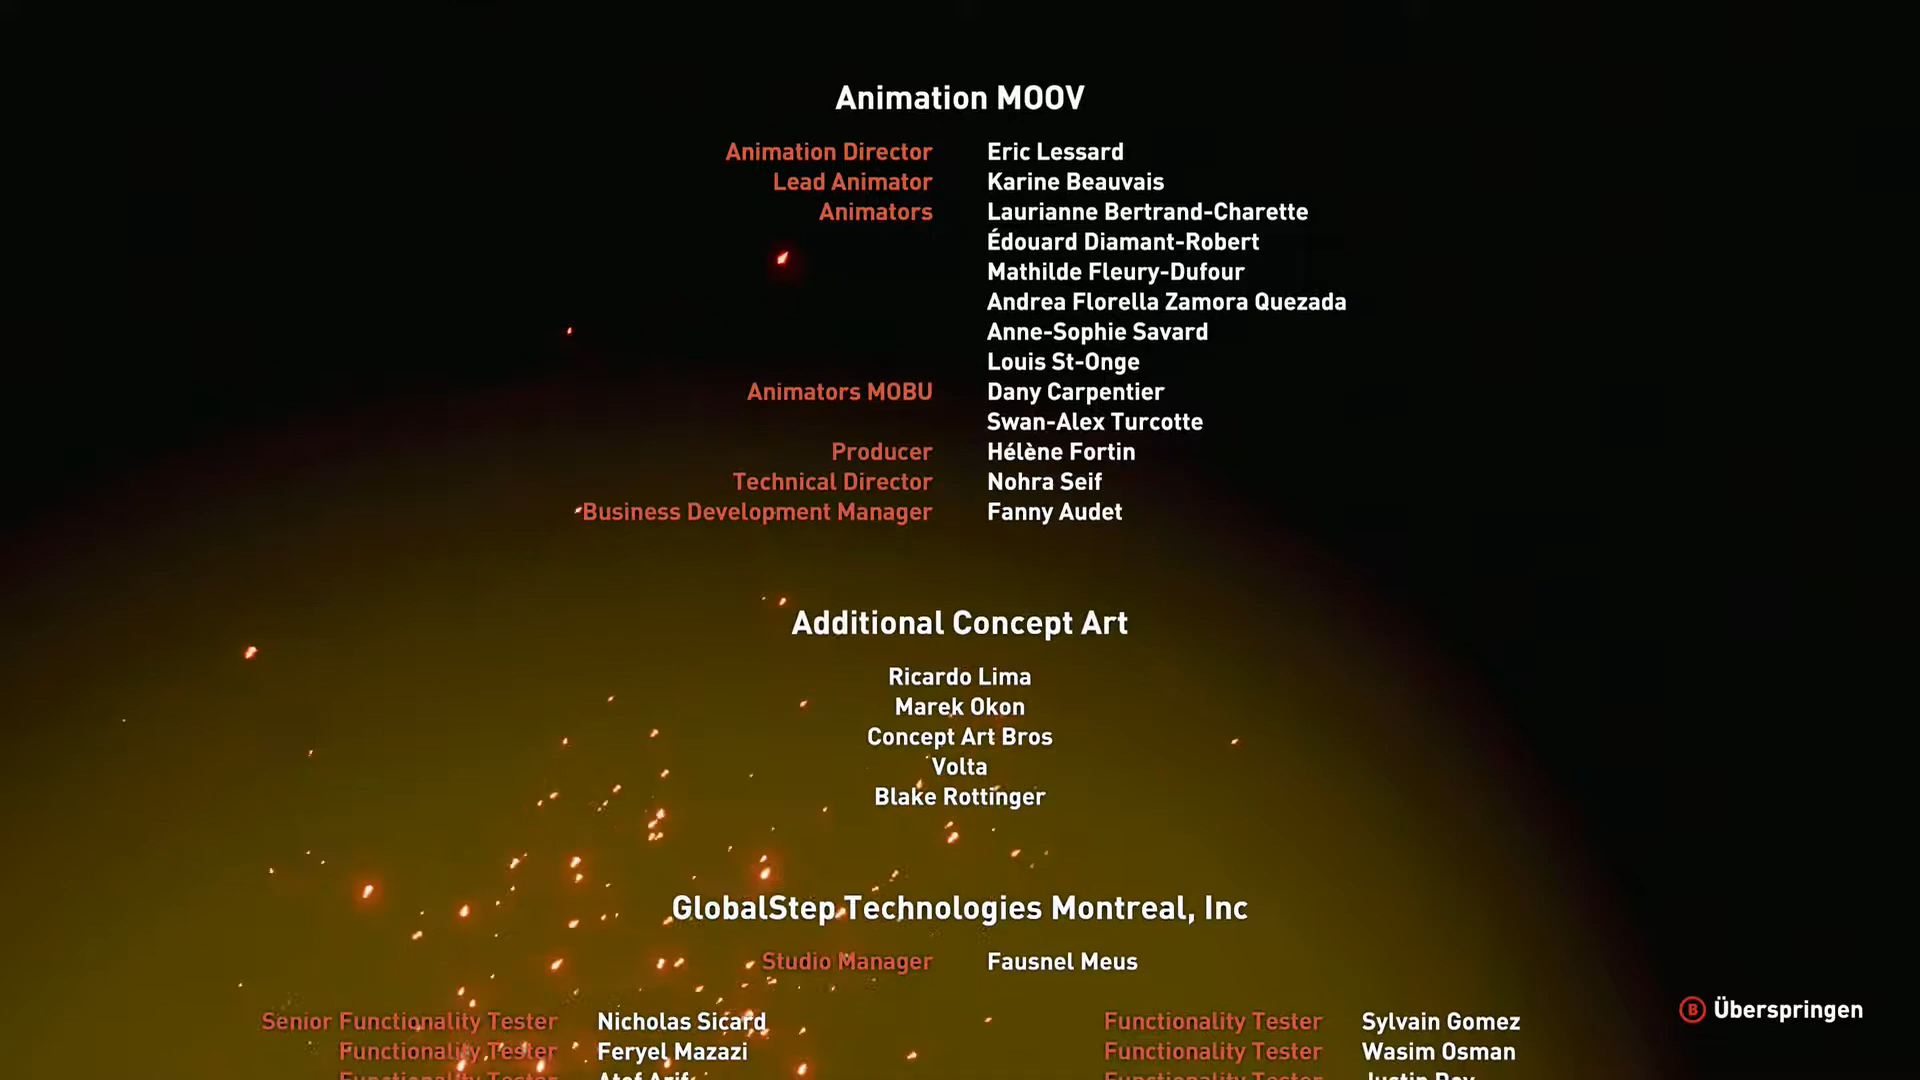 Animation MOOV
Animation Director Eric Lessard
Lead Animator Karine Beauvais
Animators Laurianne Bertrand-Charette
Édouard Diamant-Robert
Mathilde Fleury-Dufour
Andrea Florella Zamora Quezada
Anne-Sophie Savard
Louis St-Onge
Animators MOBU Dany Carpentier
Swan-Alex Turcotte
Producer Hélène Fortin
Technical Director Nohra Seif
Business Development Manager Fanny Audet
Additional Concept Art
Ricardo Lima
Marek Okon
Concept Art Bros
Volta
Blake Rottinger
GlobalStep Technologies Montreal, Inc
Studio Manager Fausnel Meus
B Überspringen
Senior Functionality Tester Nicholas Sicard Functionality Tester Sylvain Gomez
Functionality Tester Feryel Mazazi Functionality Tester Wasim Osman
Functionality Tester Functionality Tester